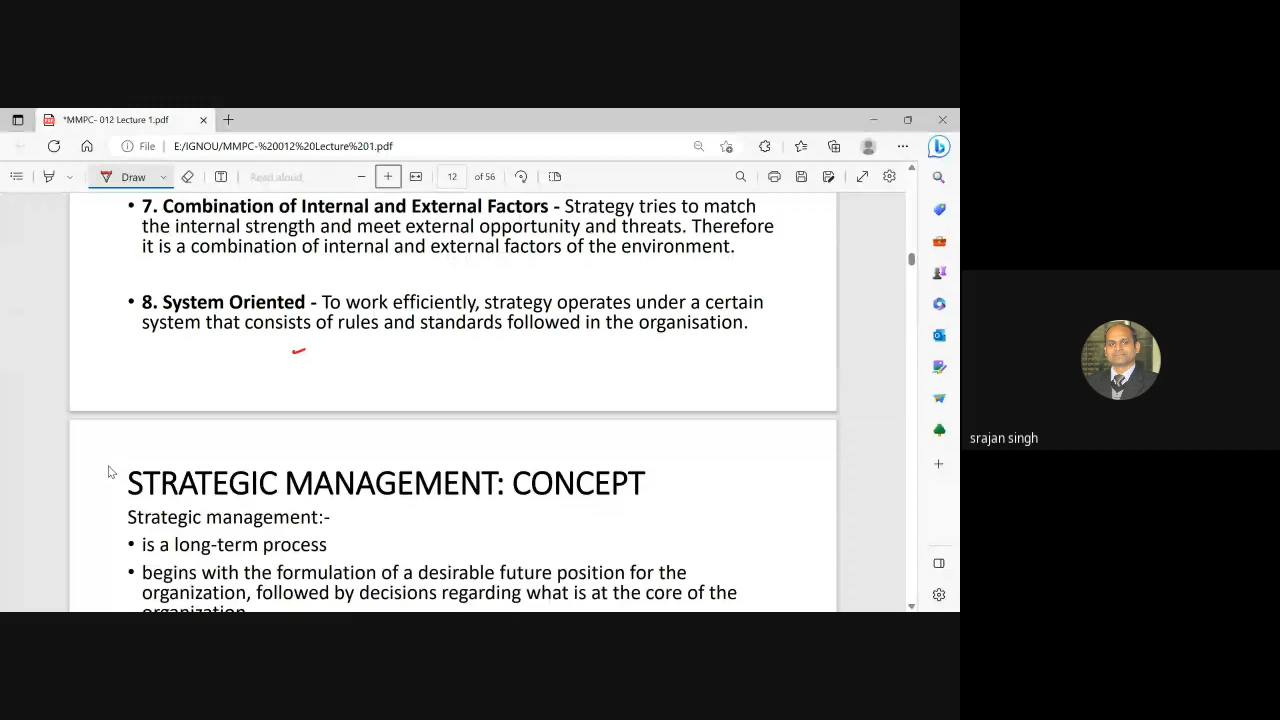 *MMPC- 012 Lecture 1.pdf
File
E:/IGNOU/MMPC-%20012%20Lecture%201.pdf
Draw
Read aloud
12
of 56
• 7. Combination of Internal and External Factors - Strategy tries to match
the internal strength and meet external opportunity and threats. Therefore
it is a combination of internal and external factors of the environment.
• 8. System Oriented - To work efficiently, strategy operates under a certain
system that consists of rules and standards followed in the organisation.
STRATEGIC MANAGEMENT: CONCEPT
Strategic management:-
• is a long-term process
• begins with the formulation of a desirable future position for the
organization, followed by decisions regarding what is at the core of the
organization
srajan singh